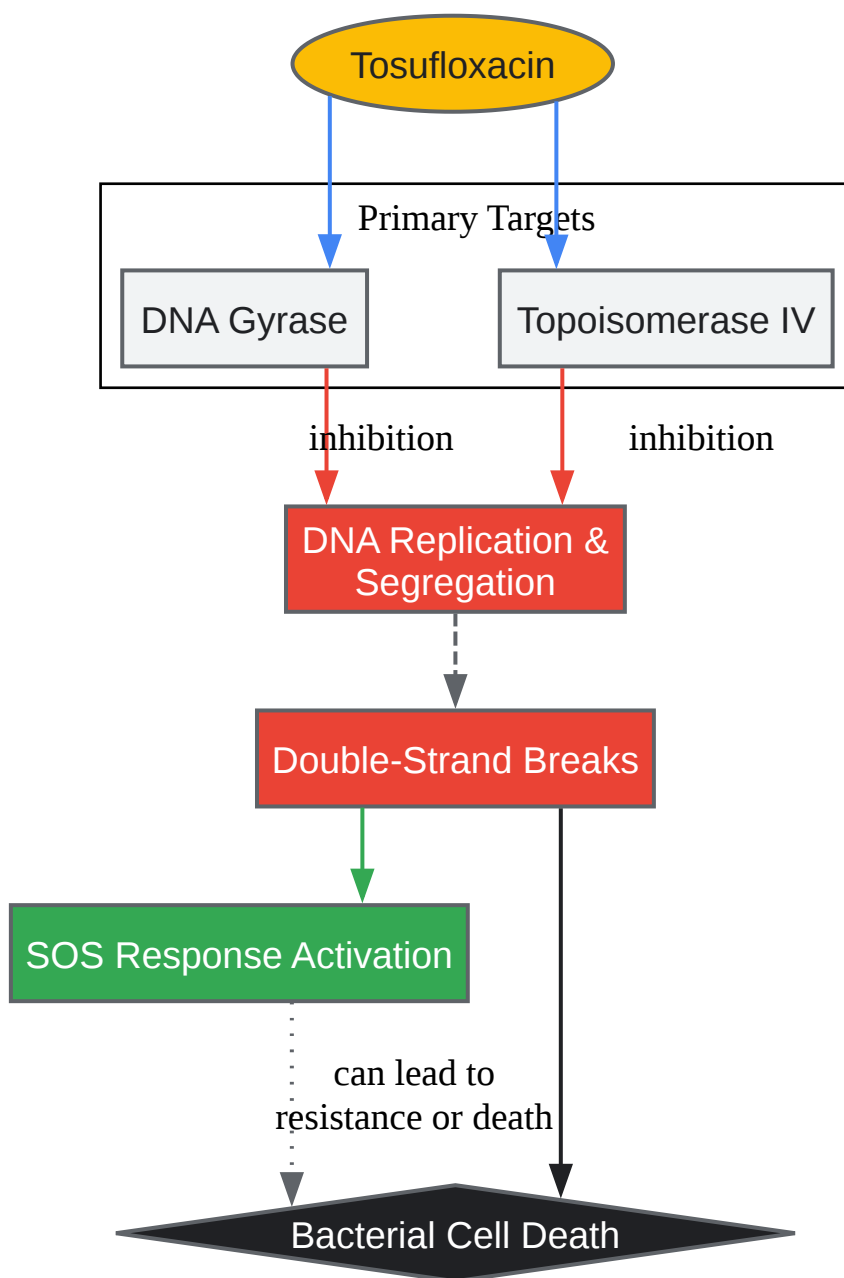 Tosufloxacin
Primary Targets
DNA Gyrase
Topoisomerase IV
inhibition
inhibition
DNA Replication &
Segregation
Double-Strand Breaks
SOS Response Activation
can lead to
resistance or death
Bacterial Cell Death